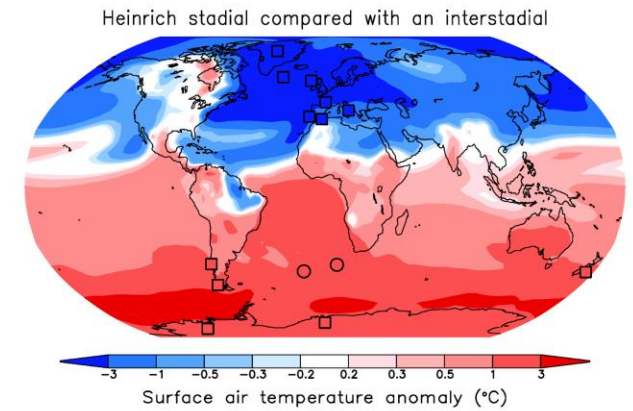 Heinrich stadial compared with an interstadial
-3 -1 -0.5 -0.3 -0.2 0.2 0.3 0.5 1 3
Surface air temperature anomaly (°C)